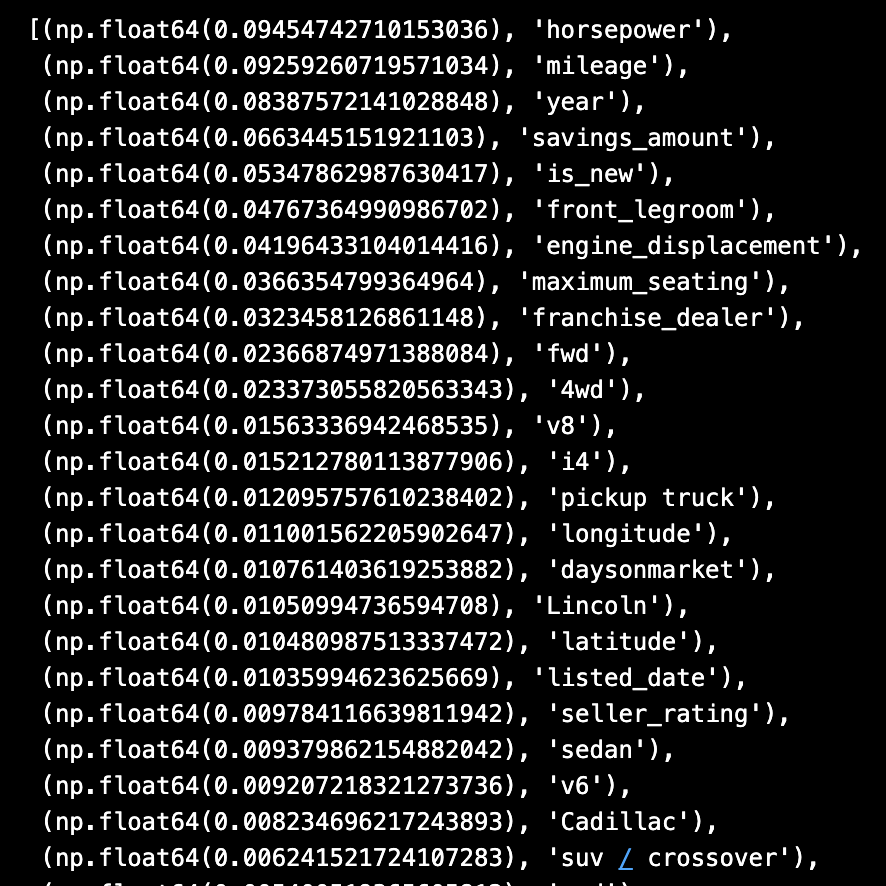 [(np.float64(0.09454742710153036), 'horsepower'),
(np.float64(0.09259260719571034), 'mileage'),
(np.float64(0.08387572141028848), 'year'),
(np.float64(0.0663445151921103), 'savings_amount'),
(np.float64(0.05347862987630417), 'is_new'),
(np.float64(0.04767364990986702), 'front_legroom'),
(np.float64(0.04196433104014416), 'engine_displacement'),
(np.float64(0.0366354799364964), 'maximum_seating'),
(np.float64(0.0323458126861148), 'franchise_dealer'),
(np.float64(0.02366874971388084), 'fwd'),
(np.float64(0.023373055820563343), '4wd'),
(np.float64(0.01563336942468535), 'v8'),
(np.float64(0.015212780113877906), 'i4'),
(np.float64(0.012095757610238402), 'pickup truck'),
(np.float64(0.011001562205902647), 'longitude'),
(np.float64(0.010761403619253882), 'daysonmarket'),
(np.float64(0.01050994736594708), 'Lincoln'),
(np.float64(0.010480987513337472), 'latitude'),
(np.float64(0.01035994623625669), 'listed_date'),
(np.float64(0.009784116639811942), 'seller_rating'),
(np.float64(0.009379862154882042), 'sedan'),
(np.float64(0.009207218321273736), 'v6'),
(np.float64(0.008234696217243893), 'Cadillac'),
(np.float64(0.006241521724107283), 'suv / crossover'),